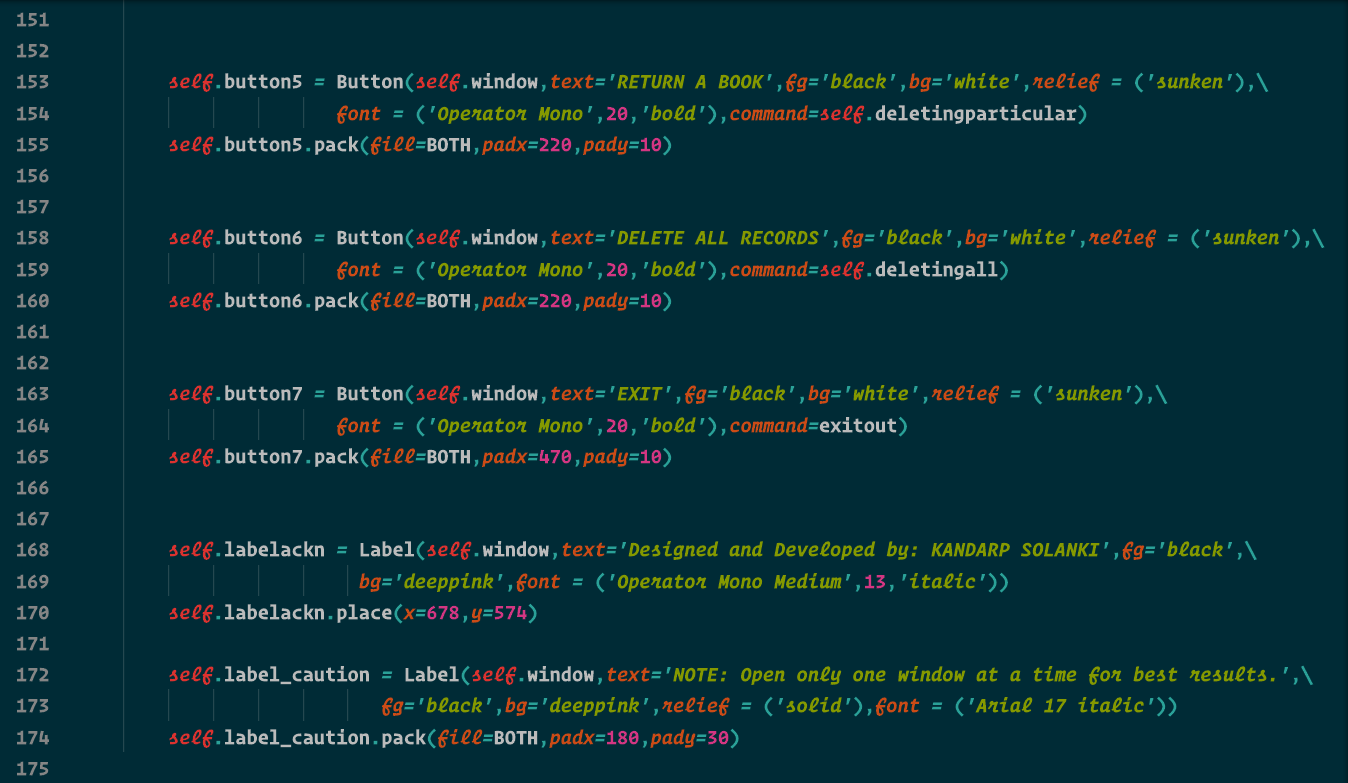 151
152
153 self.button5 = Button(self.window,text='RETURN A BOOK',fg='black',bg='white',relief = ('sunken'),\
154 font = ('Operator Mono',20,'bold'),command=self.deletingparticular)
155 self.button5.pack(fill=BOTH,padx=220,pady=10)
156
157
158 self.button6 = Button(self.window,text='DELETE ALL RECORDS',fg='black',bg='white',relief = ('sunken'),\
159 font = ('Operator Mono',20,'bold'),command=self.deletingall)
160 self.button6.pack(fill=BOTH,padx=220,pady=10)
161
162
163 self.button7 = Button(self.window,text='EXIT',fg='black',bg='white',relief = ('sunken'),\
164 font = ('Operator Mono',20,'bold'),command=exitout)
165 self.button7.pack(fill=BOTH,padx=470,pady=10)
166
167
168 self.labelackn = Label(self.window,text='Designed and Developed by: KANDARP SOLANKI',fg='black',\
169 bg='deeppink',font = ('Operator Mono Medium',13,'italic'))
170 self.labelackn.place(x=678,y=574)
171
172 self.label_caution = Label(self.window,text='NOTE: Open only one window at a time for best results.',\
173 fg='black',bg='deeppink',relief = ('solid'),font = ('Arial 17 italic'))
174 self.label_caution.pack(fill=BOTH,padx=180,pady=30)
175